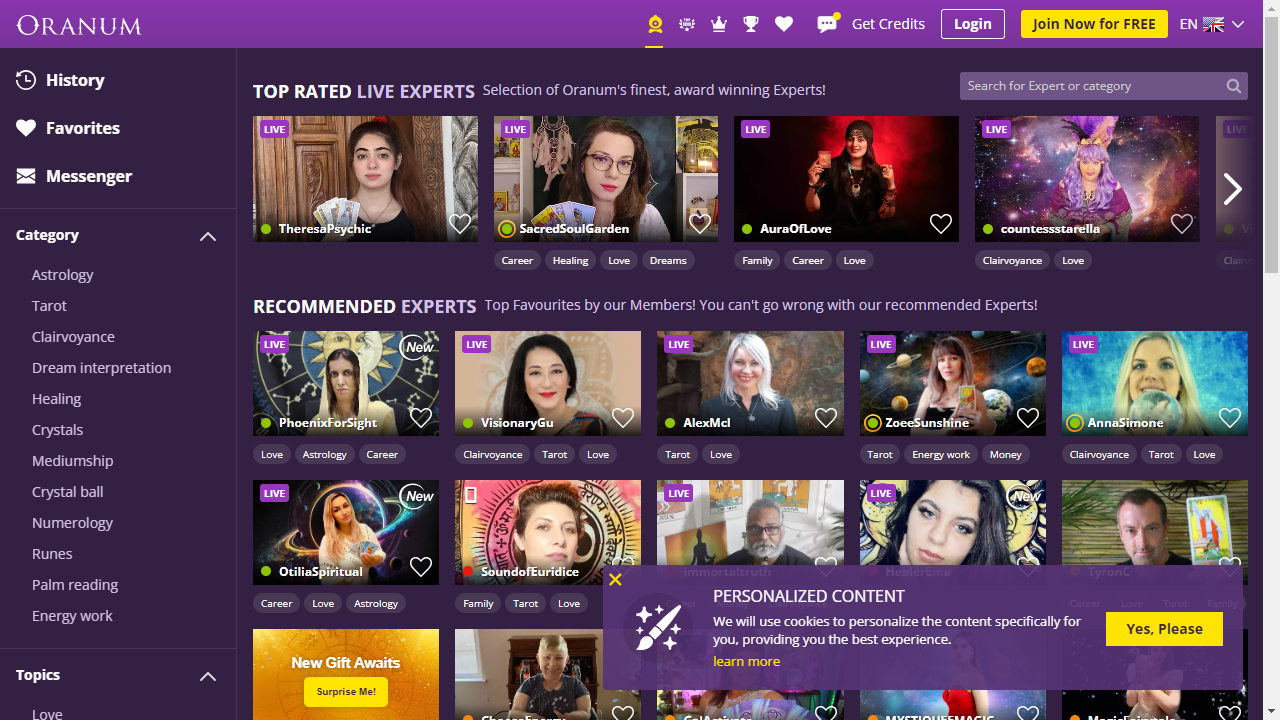 ORANUM
Get Credits
Login
Join Now for FREE
EN
History
Favorites
Messenger
Category
Astrology
Tarot
Clairvoyance
Dream interpretation
Healing
Crystals
Mediumship
Crystal ball
Numerology
Runes
Palm reading
Energy work
Topics
Love
TOP RATED LIVE EXPERTS Selection of Oranum's finest, award winning Experts!
Search for Expert or category
LIVE LIVE LIVE LIVE LIVE
TheresaPsychic SacredSoulGarden AuraOfLove countessstarella
Career Healing Love Dreams Family Career Love Clairvoyance Love
RECOMMENDED EXPERTS Top Favourites by our Members! You can't go wrong with our recommended Experts!
LIVE New LIVE LIVE LIVE LIVE
PhoenixForSight VisionaryGu AlexMcl ZoeeSunshine AnnaSimone
Love Astrology Career Clairvoyance Tarot Love Tarot Love Tarot Energy work Money Clairvoyance Tarot Love
LIVE New LIVE LIVE New
OtiliaSpiritual SoundofEuridice immortaltruth HealerEma TyronC
Career Love Astrology Family Tarot Love Career Love Tarot Family
PERSONALIZED CONTENT
We will use cookies to personalize the content specifically for
you, providing you the best experience.
learn more
Yes, Please
New Gift Awaits
Surprise Me!